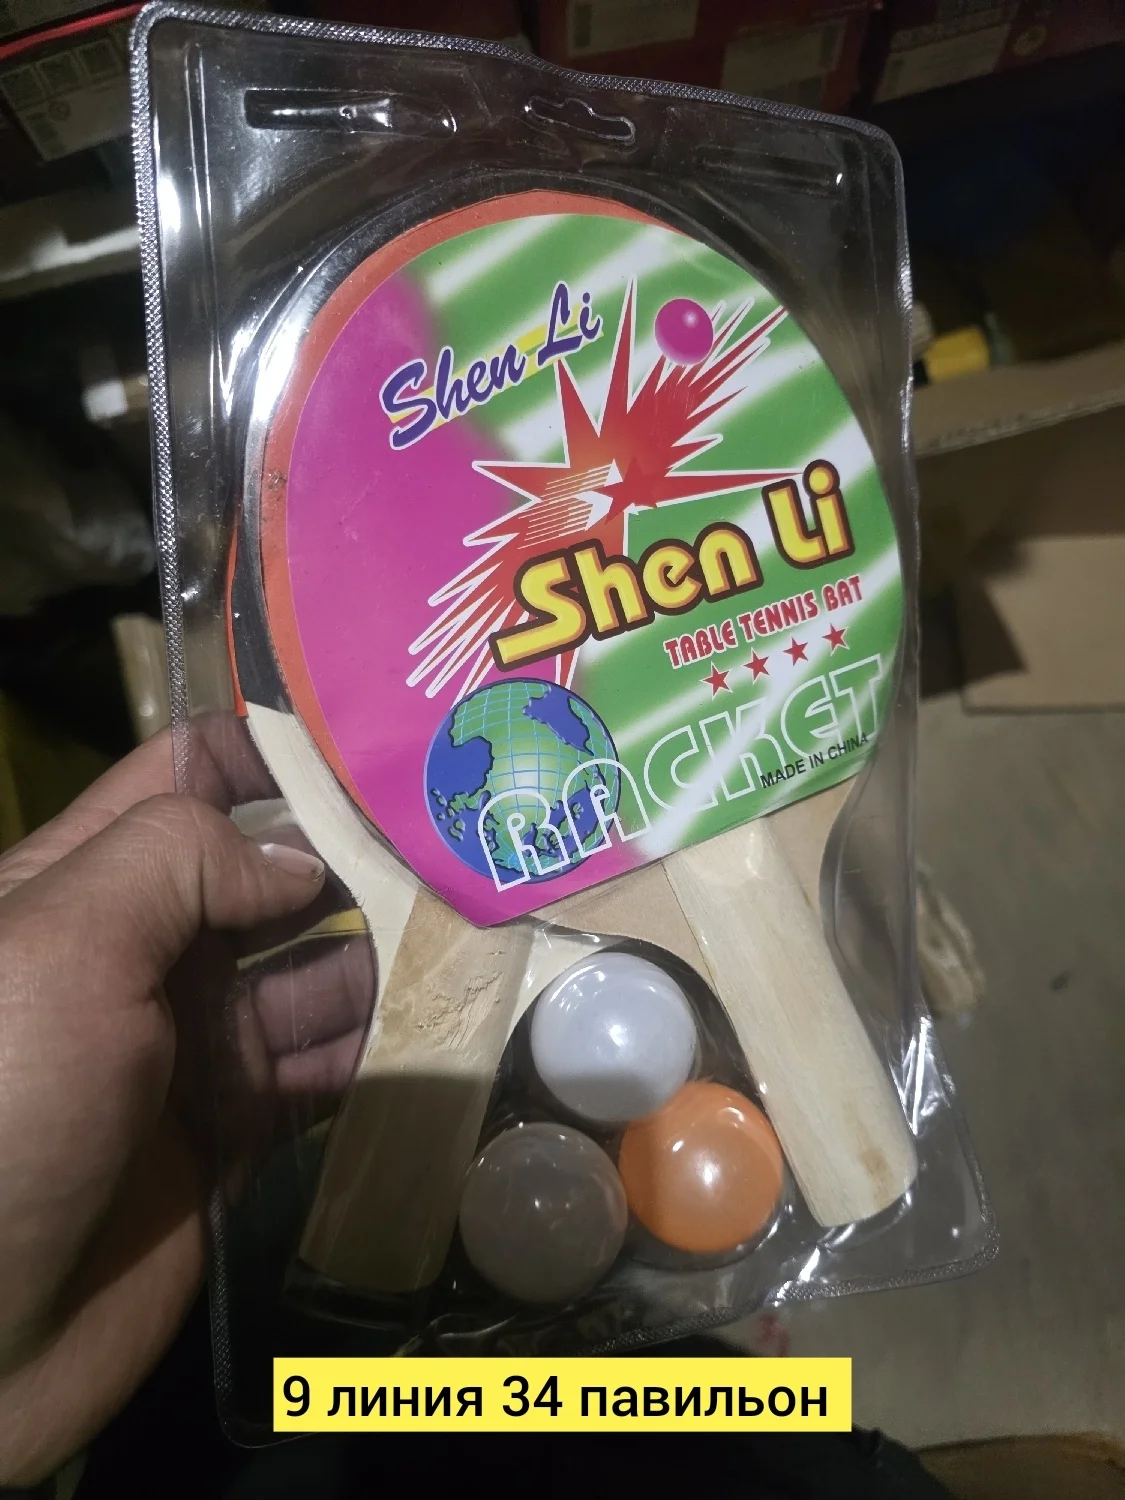 Shen Li
Shen Li
TABLE TENNIS BAT
RACKET
MADE IN CHINA
9 линия 34 павильон